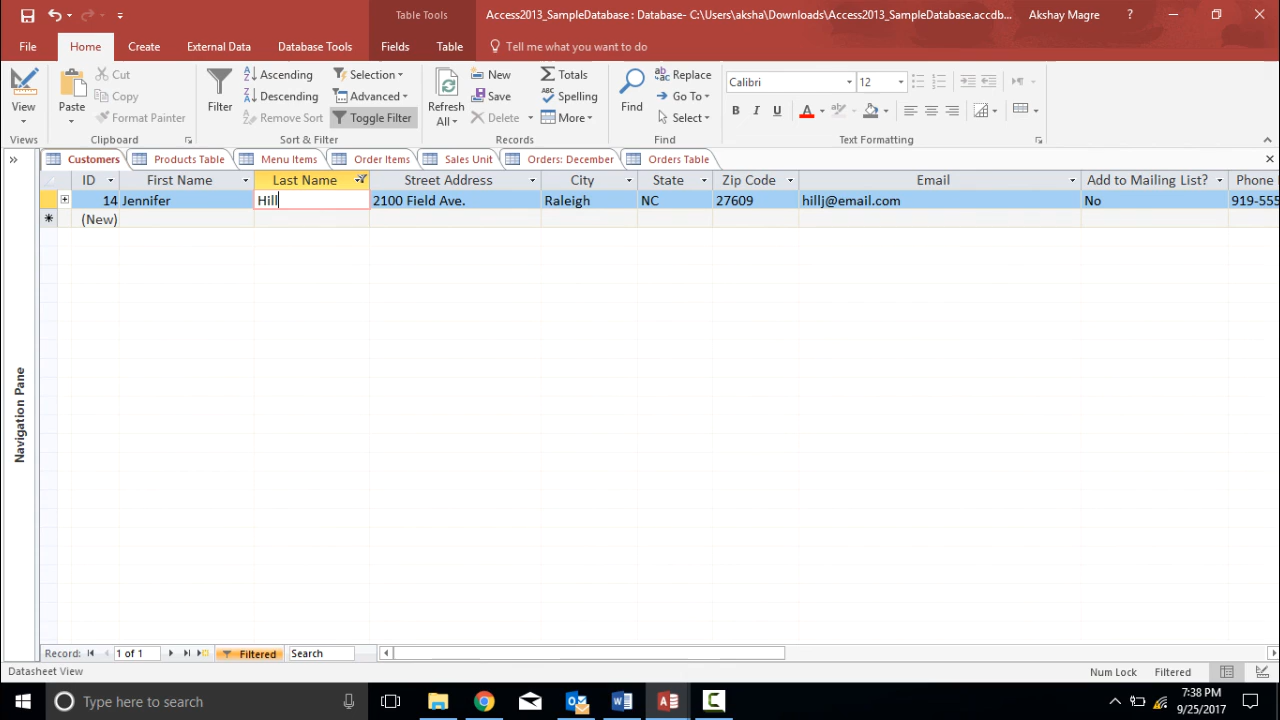 Table Tools
Access2013_SampleDatabase : Database- C:\Users\aksha\Downloads\Access2013_SampleDatabase.accdb...
Akshay Magre
?
File
Home
Create
External Data
Database Tools
Fields
Table
Tell me what you want to do
View
Paste
Cut
Copy
Format Painter
Filter
Ascending
Descending
Remove Sort
Selection
Advanced
Toggle Filter
Refresh
All
New
Save
Delete
Totals
Spelling
More
Find
Replace
Go To
Select
Calibri
12
B I U
Views
Clipboard
Sort & Filter
Records
Find
Text Formatting
Customers
Products Table
Menu Items
Order Items
Sales Unit
Orders: December
Orders Table
ID First Name Last Name Street Address City State Zip Code Email Add to Mailing List? Phone
14 Jennifer Hill 2100 Field Ave. Raleigh NC 27609 hillj@email.com No 919-555
(New)
Navigation Pane
Record: 1 of 1 Filtered Search
Datasheet View
Num Lock
Filtered
Type here to search
7:38 PM
9/25/2017